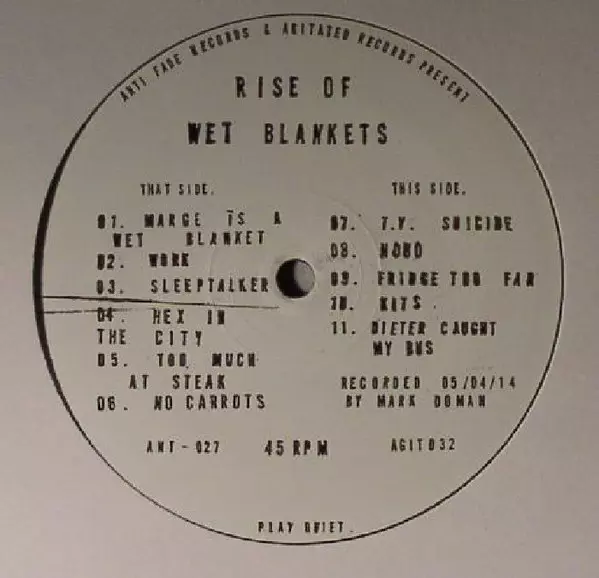 ANTI FADE RECORDS & AGITATED RECORDS PRESENT
RISE OF
WET BLANKETS
THAT SIDE.
01. MARGE IS A
WET BLANKET
02. WORK
03. SLEEPTALKER
04. HEX IN
THE CITY
05. TOO MUCH
AT STEAK
06. NO CARROTS
THIS SIDE.
07. T.V. SUICIDE
08. MONO
09. FRINGE TOO FAR
10. KITS.
11. DIETER CAUGHT
MY BUS
RECORDED 05/04/14
BY MARK DOMAN
ANT-027
45 RPM
AGIT032
PLAY QUIET.